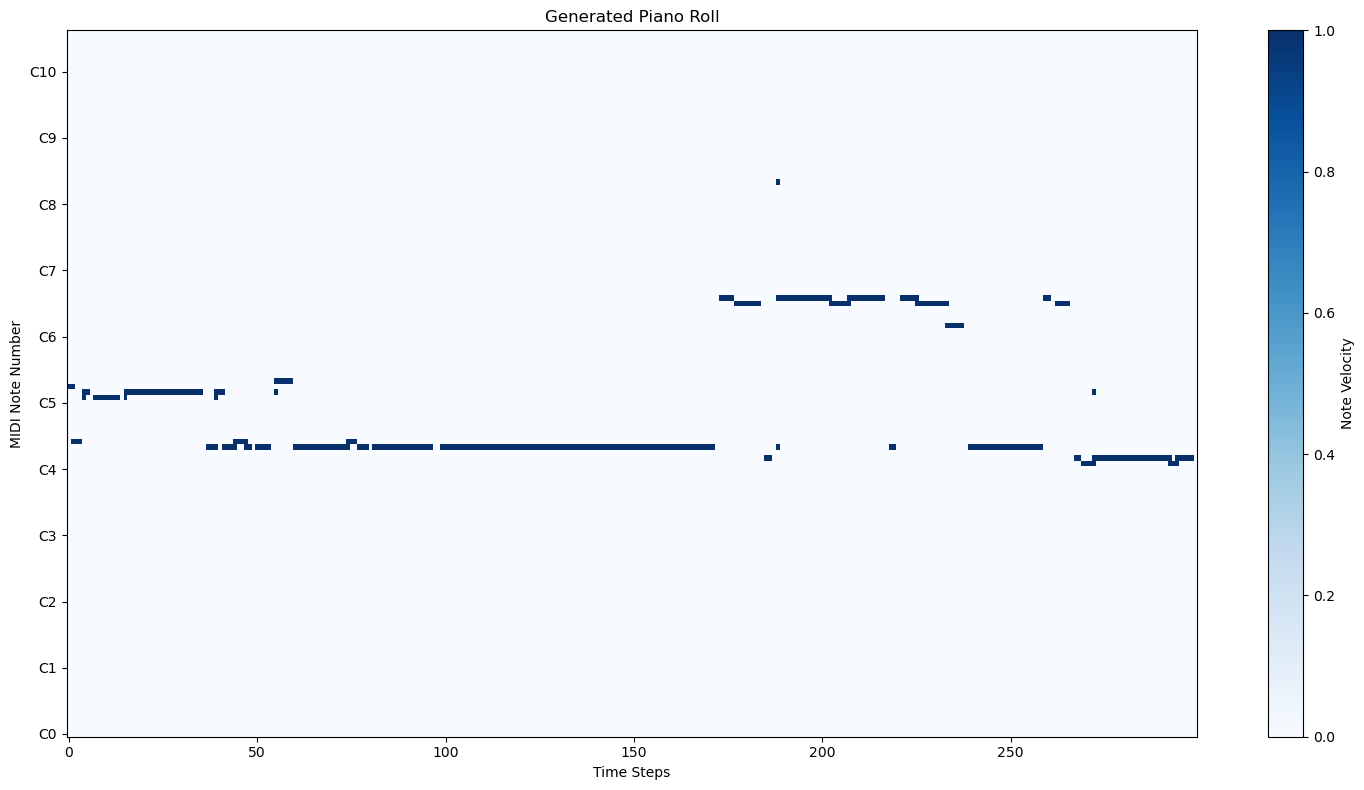 Generated Piano Roll
C10
C9
C8
C7
C6
C5
C4
C3
C2
C1
C0
MIDI Note Number
0
50
100
150
200
250
Time Steps
1.0
0.8
0.6
0.4
0.2
0.0
Note Velocity